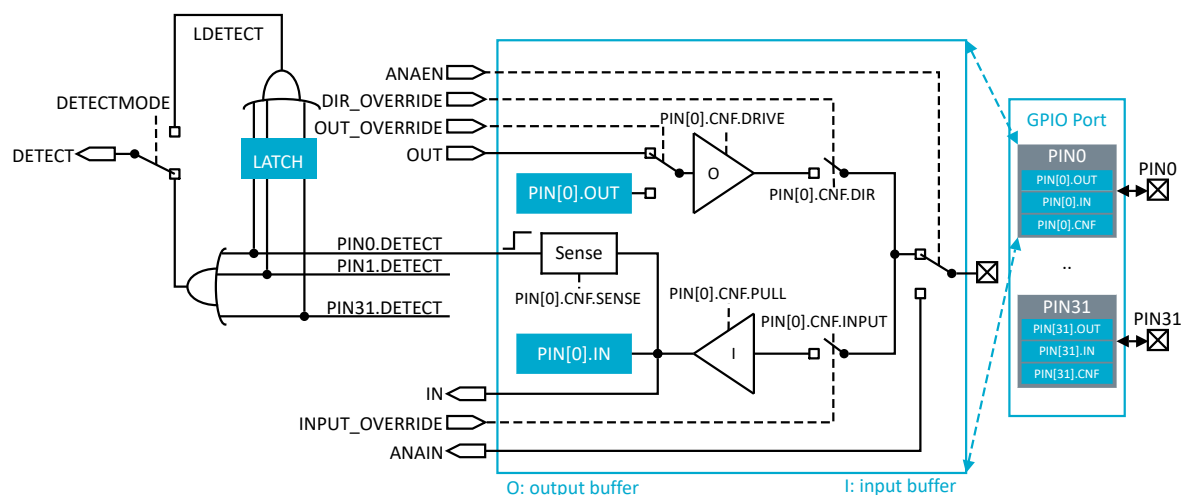 LDETECT
ANAEN
DETECTMODE
DIR_OVERRIDE
OUT_OVERRIDE
PIN[0].CNF.DRIVE
GPIO Port
DETECT
LATCH
OUT
O
PIN0
PIN[0].OUT
PIN[0].IN
PIN[0].CNF
PIN0
PIN[0].OUT
PIN[0].CNF.DIR
PIN0.DETECT
Sense
PIN1.DETECT
..
PIN[0].CNF.SENSE
PIN[0].CNF.PULL
PIN31.DETECT
PIN[0].CNF.INPUT
PIN31
PIN[31].OUT
PIN[31].IN
PIN[31].CNF
PIN31
PIN[0].IN
I
IN
INPUT_OVERRIDE
ANAIN
O: output buffer
I: input buffer